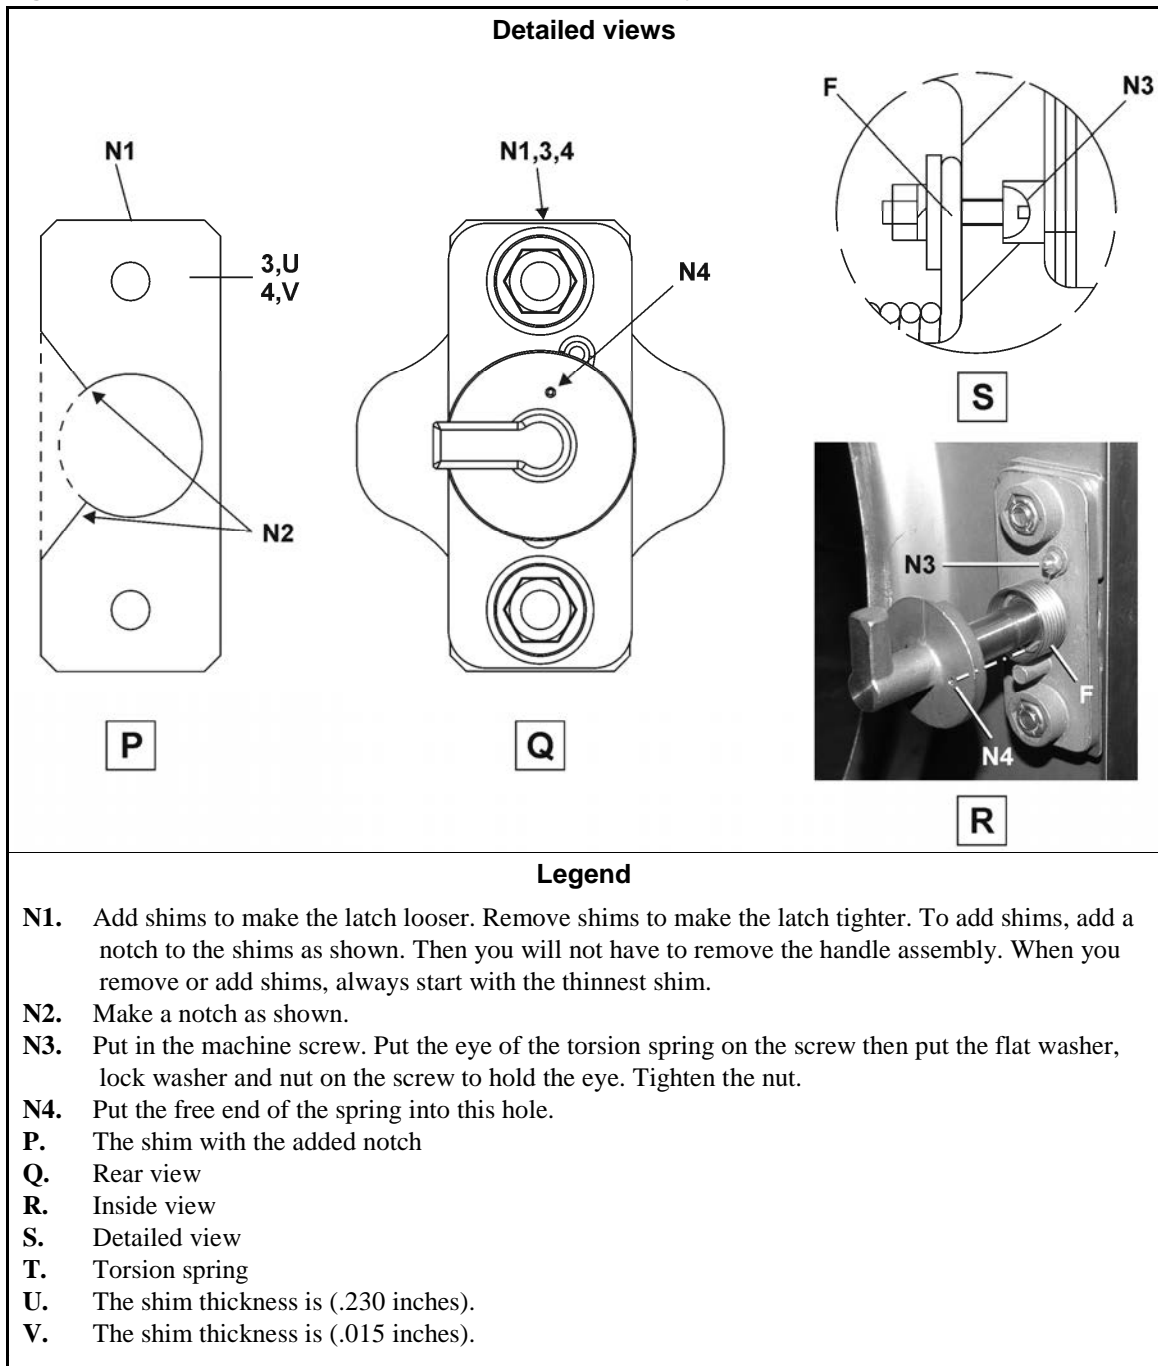 Detailed views
N1
3,U
4,V
N2
P
N1,3,4
N4
Q
F
N3
S
N3
F
N4
R
Legend
N1. Add shims to make the latch looser. Remove shims to make the latch tighter. To add shims, add a
notch to the shims as shown. Then you will not have to remove the handle assembly. When you
remove or add shims, always start with the thinnest shim.
N2. Make a notch as shown.
N3. Put in the machine screw. Put the eye of the torsion spring on the screw then put the flat washer,
lock washer and nut on the screw to hold the eye. Tighten the nut.
N4. Put the free end of the spring into this hole.
P. The shim with the added notch
Q. Rear view
R. Inside view
S. Detailed view
T. Torsion spring
U. The shim thickness is (.230 inches).
V. The shim thickness is (.015 inches).